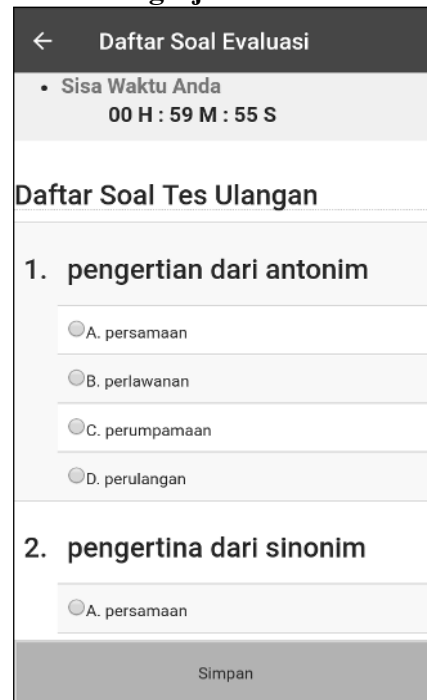 ← Daftar Soal Evaluasi
• Sisa Waktu Anda
00 H : 59 M : 55 S
Daftar Soal Tes Ulangan
1. pengertian dari antonim
A. persamaan
B. perlawanan
C. perumpamaan
D. perulangan
2. pengertina dari sinonim
A. persamaan
Simpan